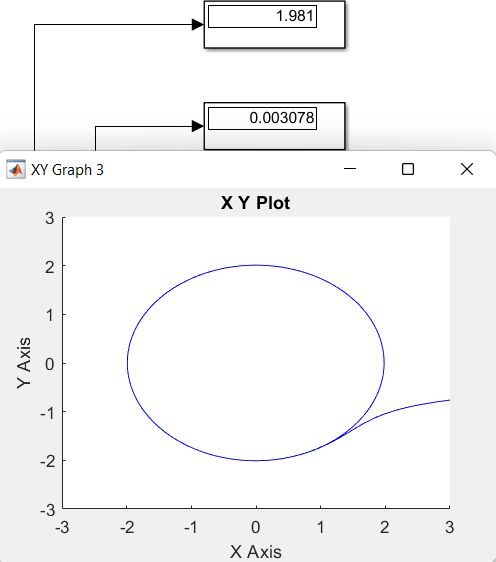 1.981
0.003078
XY Graph 3
X Y Plot
3
2
1
0
-1
-2
-3
Y Axis
-3 -2 -1 0 1 2 3
X Axis